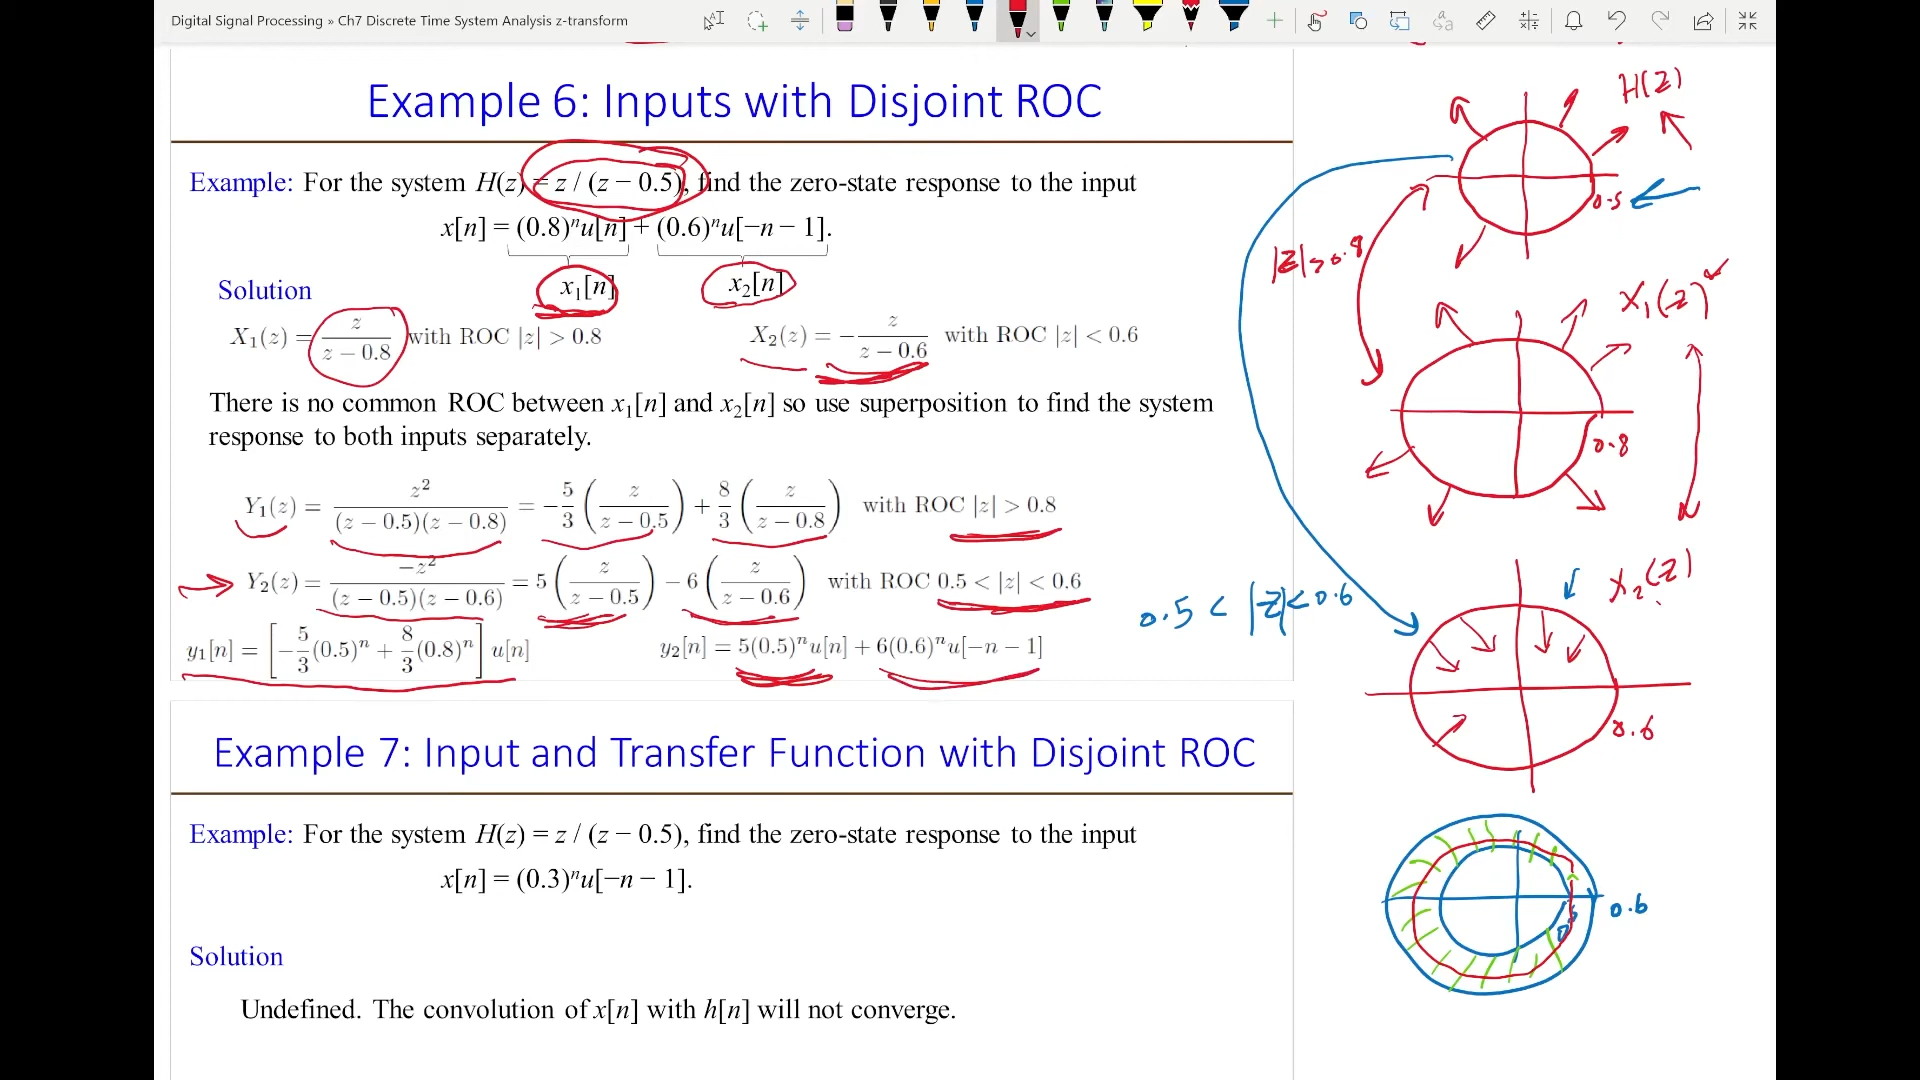 Digital Signal Processing » Ch7 Discrete Time System Analysis z-transform
Example 6: Inputs with Disjoint ROC
Example: For the system H(z) = z / (z − 0.5), find the zero-state response to the input
x[n] = (0.8)ⁿu[n] + (0.6)ⁿu[−n − 1].
x₁[n] x₂[n]
Solution
X₁(z) = z/(z − 0.8) with ROC |z| > 0.8 X₂(z) = −z/(z − 0.6) with ROC |z| < 0.6
There is no common ROC between x₁[n] and x₂[n] so use superposition to find the system
response to both inputs separately.
Y₁(z) = z²/((z − 0.5)(z − 0.8)) = −5/3 (z/(z − 0.5)) + 8/3 (z/(z − 0.8)) with ROC |z| > 0.8
Y₂(z) = −z²/((z − 0.5)(z − 0.6)) = 5 (z/(z − 0.5)) − 6 (z/(z − 0.6)) with ROC 0.5 < |z| < 0.6
y₁[n] = [−5/3(0.5)ⁿ + 8/3(0.8)ⁿ] u[n] y₂[n] = 5(0.5)ⁿu[n] + 6(0.6)ⁿu[−n − 1]
Example 7: Input and Transfer Function with Disjoint ROC
Example: For the system H(z) = z / (z − 0.5), find the zero-state response to the input
x[n] = (0.3)ⁿu[−n − 1].
Solution
Undefined. The convolution of x[n] with h[n] will not converge.
H(z)
0.5
|z|>0.8
X₁(z)
0.8
X₂(z)
0.5 < |z| < 0.6
0.6
0.6